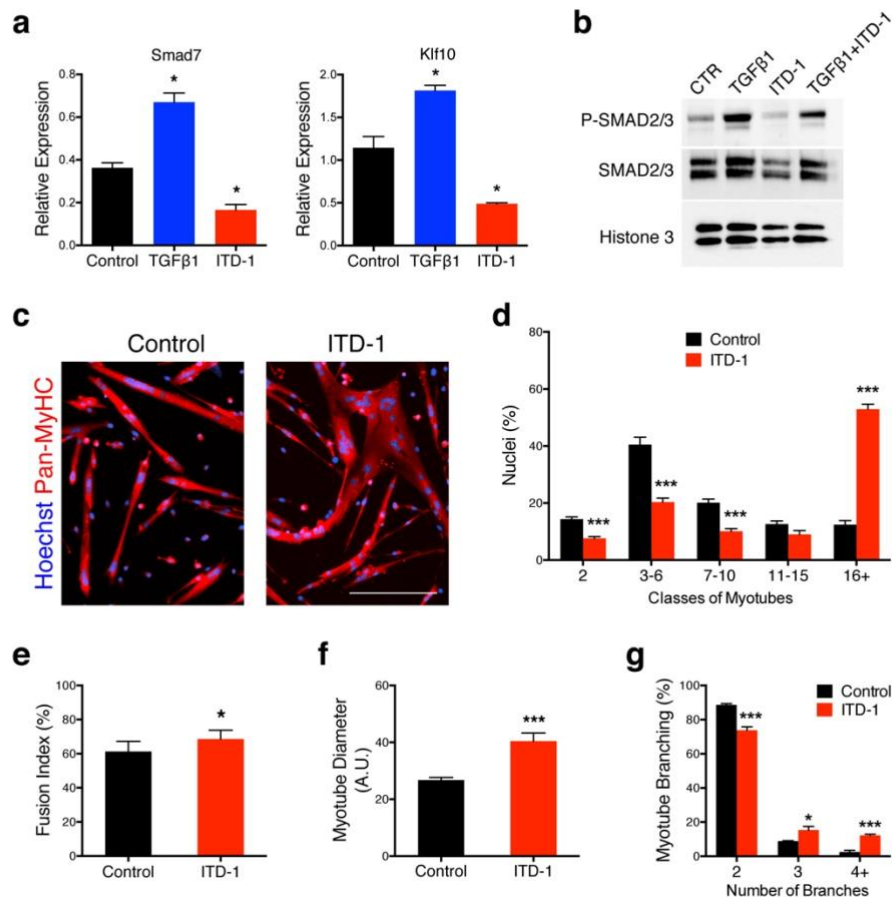 a
Smad7
Relative Expression
0.8
0.6
0.4
0.2
0.0
*
*
Control TGFβ1 ITD-1
Klf10
Relative Expression
2.0
1.5
1.0
0.5
0.0
*
*
Control TGFβ1 ITD-1
b
CTR TGFβ1 ITD-1 TGFβ1+ITD-1
P-SMAD2/3
SMAD2/3
Histone 3
c
Control ITD-1
Hoechst Pan-MyHC
d
Control
ITD-1
Nuclei (%)
80
60
40
20
0
*** *** *** ***
2 3-6 7-10 11-15 16+
Classes of Myotubes
e
Fusion Index (%)
100
80
60
40
20
0
*
Control ITD-1
f
Myotube Diameter
(A.U.)
60
40
20
0
***
Control ITD-1
g
Control
ITD-1
Myotube Branching (%)
100
80
60
40
20
0
*** * ***
2 3 4+
Number of Branches